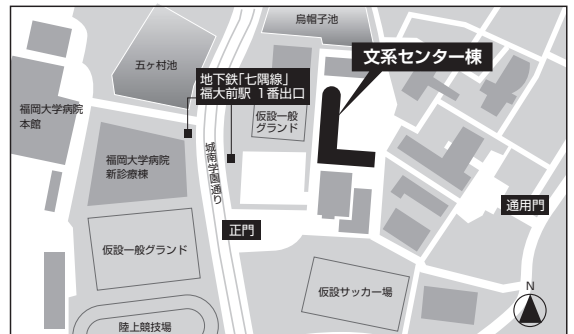 烏帽子池
五ヶ村池
文系センター棟
地下鉄「七隈線」
福大前駅 1番出口
福岡大学病院
本館
仮設一般
グランド
福岡大学病院
新診療棟
城南学園通り
通用門
正門
仮設一般グランド
仮設サッカー場
N
陸上競技場